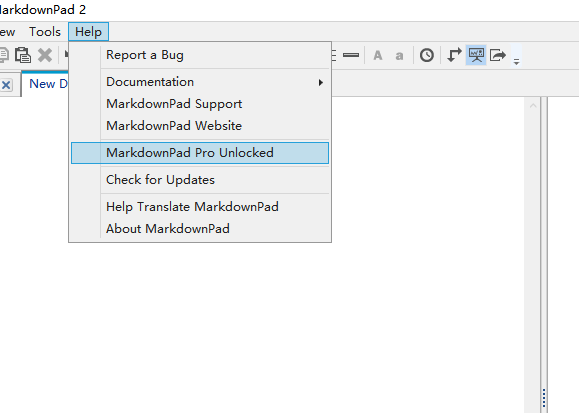 MarkdownPad 2
ew Tools Help
New D
Report a Bug
Documentation
MarkdownPad Support
MarkdownPad Website
MarkdownPad Pro Unlocked
Check for Updates
Help Translate MarkdownPad
About MarkdownPad
A a